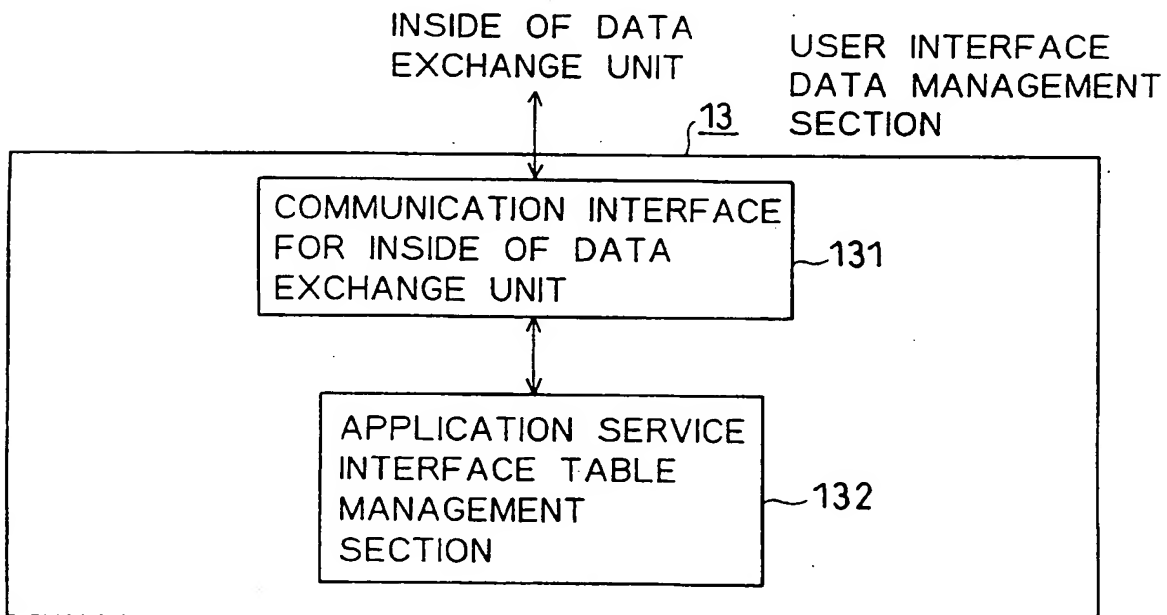 INSIDE OF DATA
EXCHANGE UNIT
USER INTERFACE
DATA MANAGEMENT
SECTION
13
COMMUNICATION INTERFACE
FOR INSIDE OF DATA
EXCHANGE UNIT
131
APPLICATION SERVICE
INTERFACE TABLE
MANAGEMENT
SECTION
132